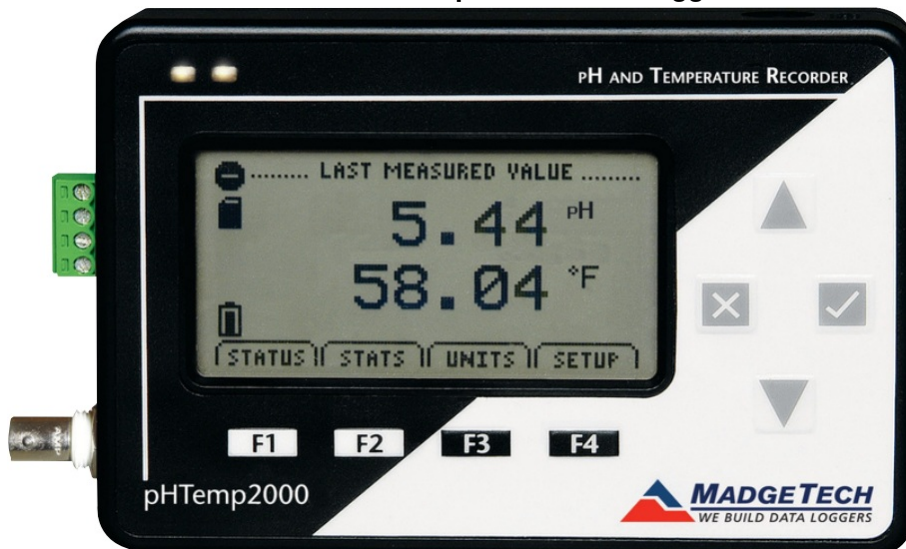 pH AND TEMPERATURE RECORDER
......... LAST MEASURED VALUE .........
5.44 pH
58.04 °F
STATUS STATS UNITS SETUP
F1 F2 F3 F4
pHTemp2000
MADGETECH
WE BUILD DATA LOGGERS